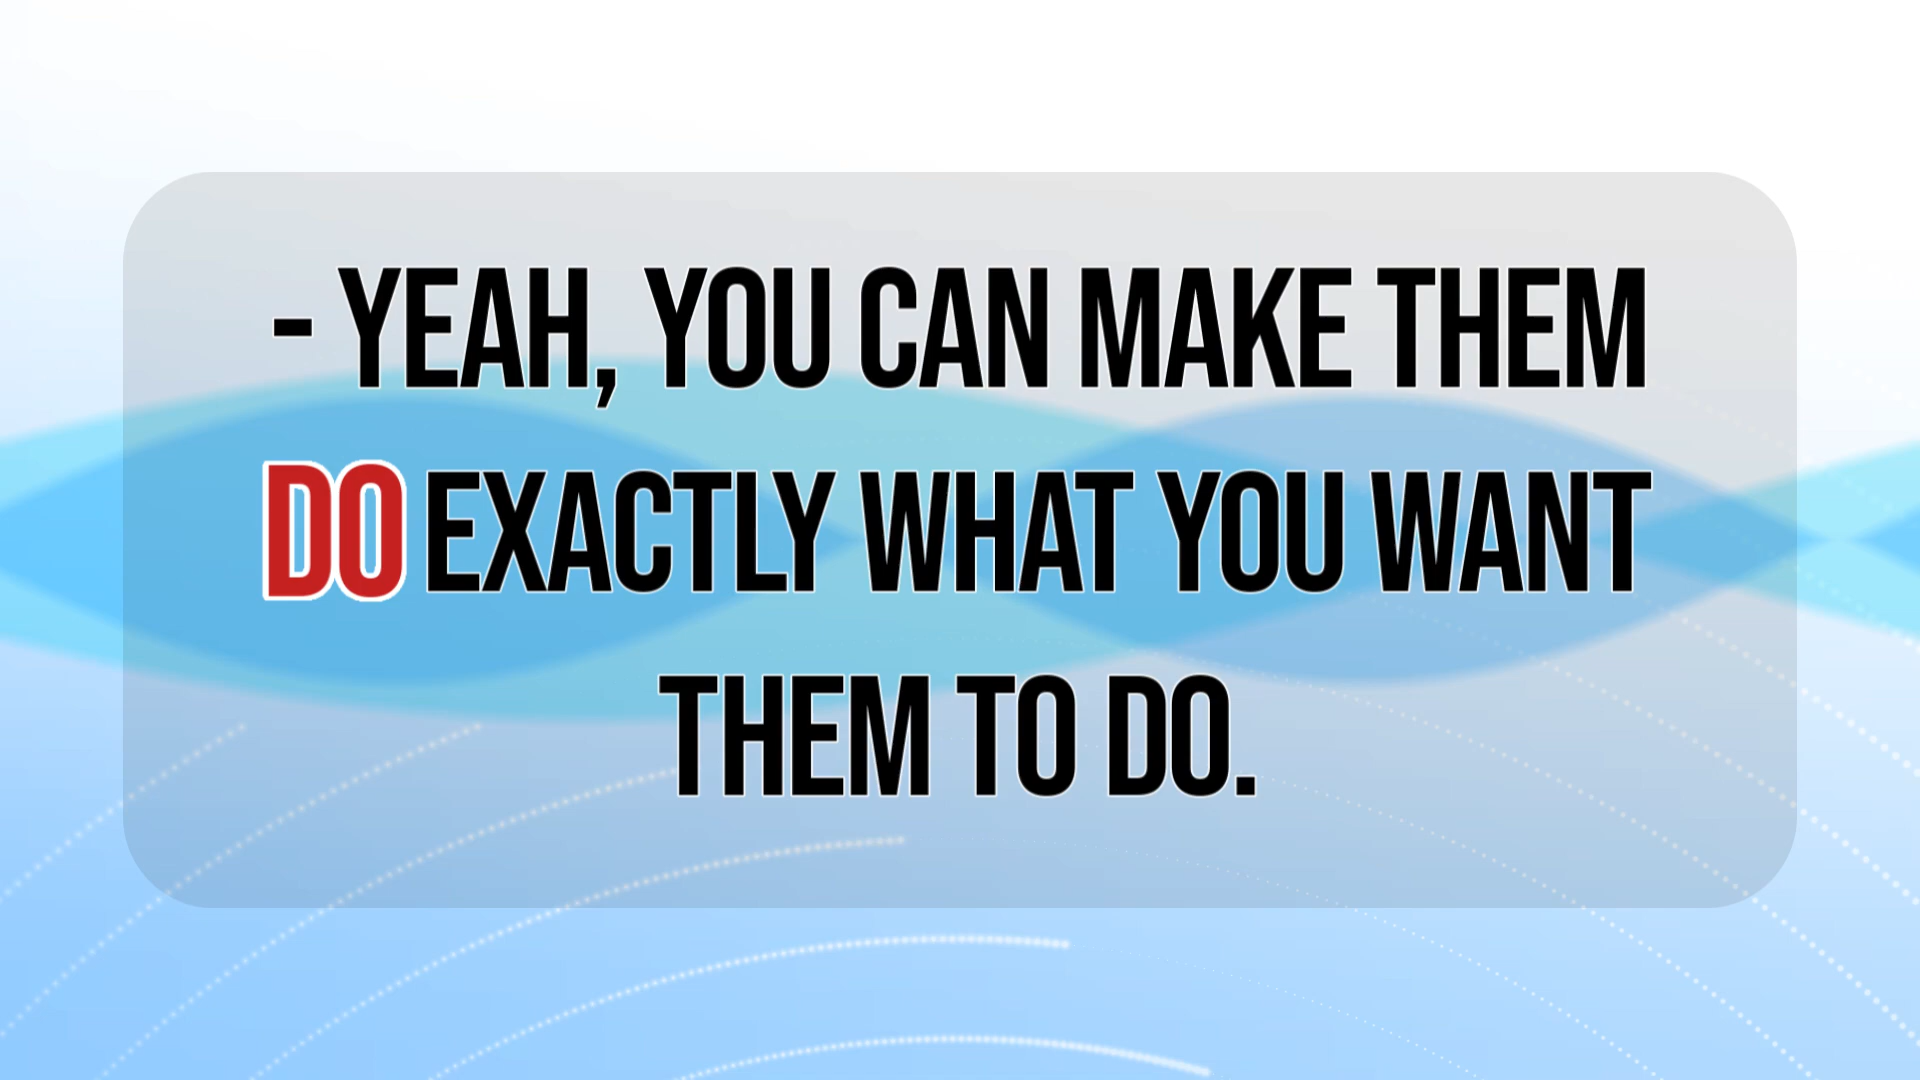 - YEAH, YOU CAN MAKE THEM
DO EXACTLY WHAT YOU WANT
THEM TO DO.